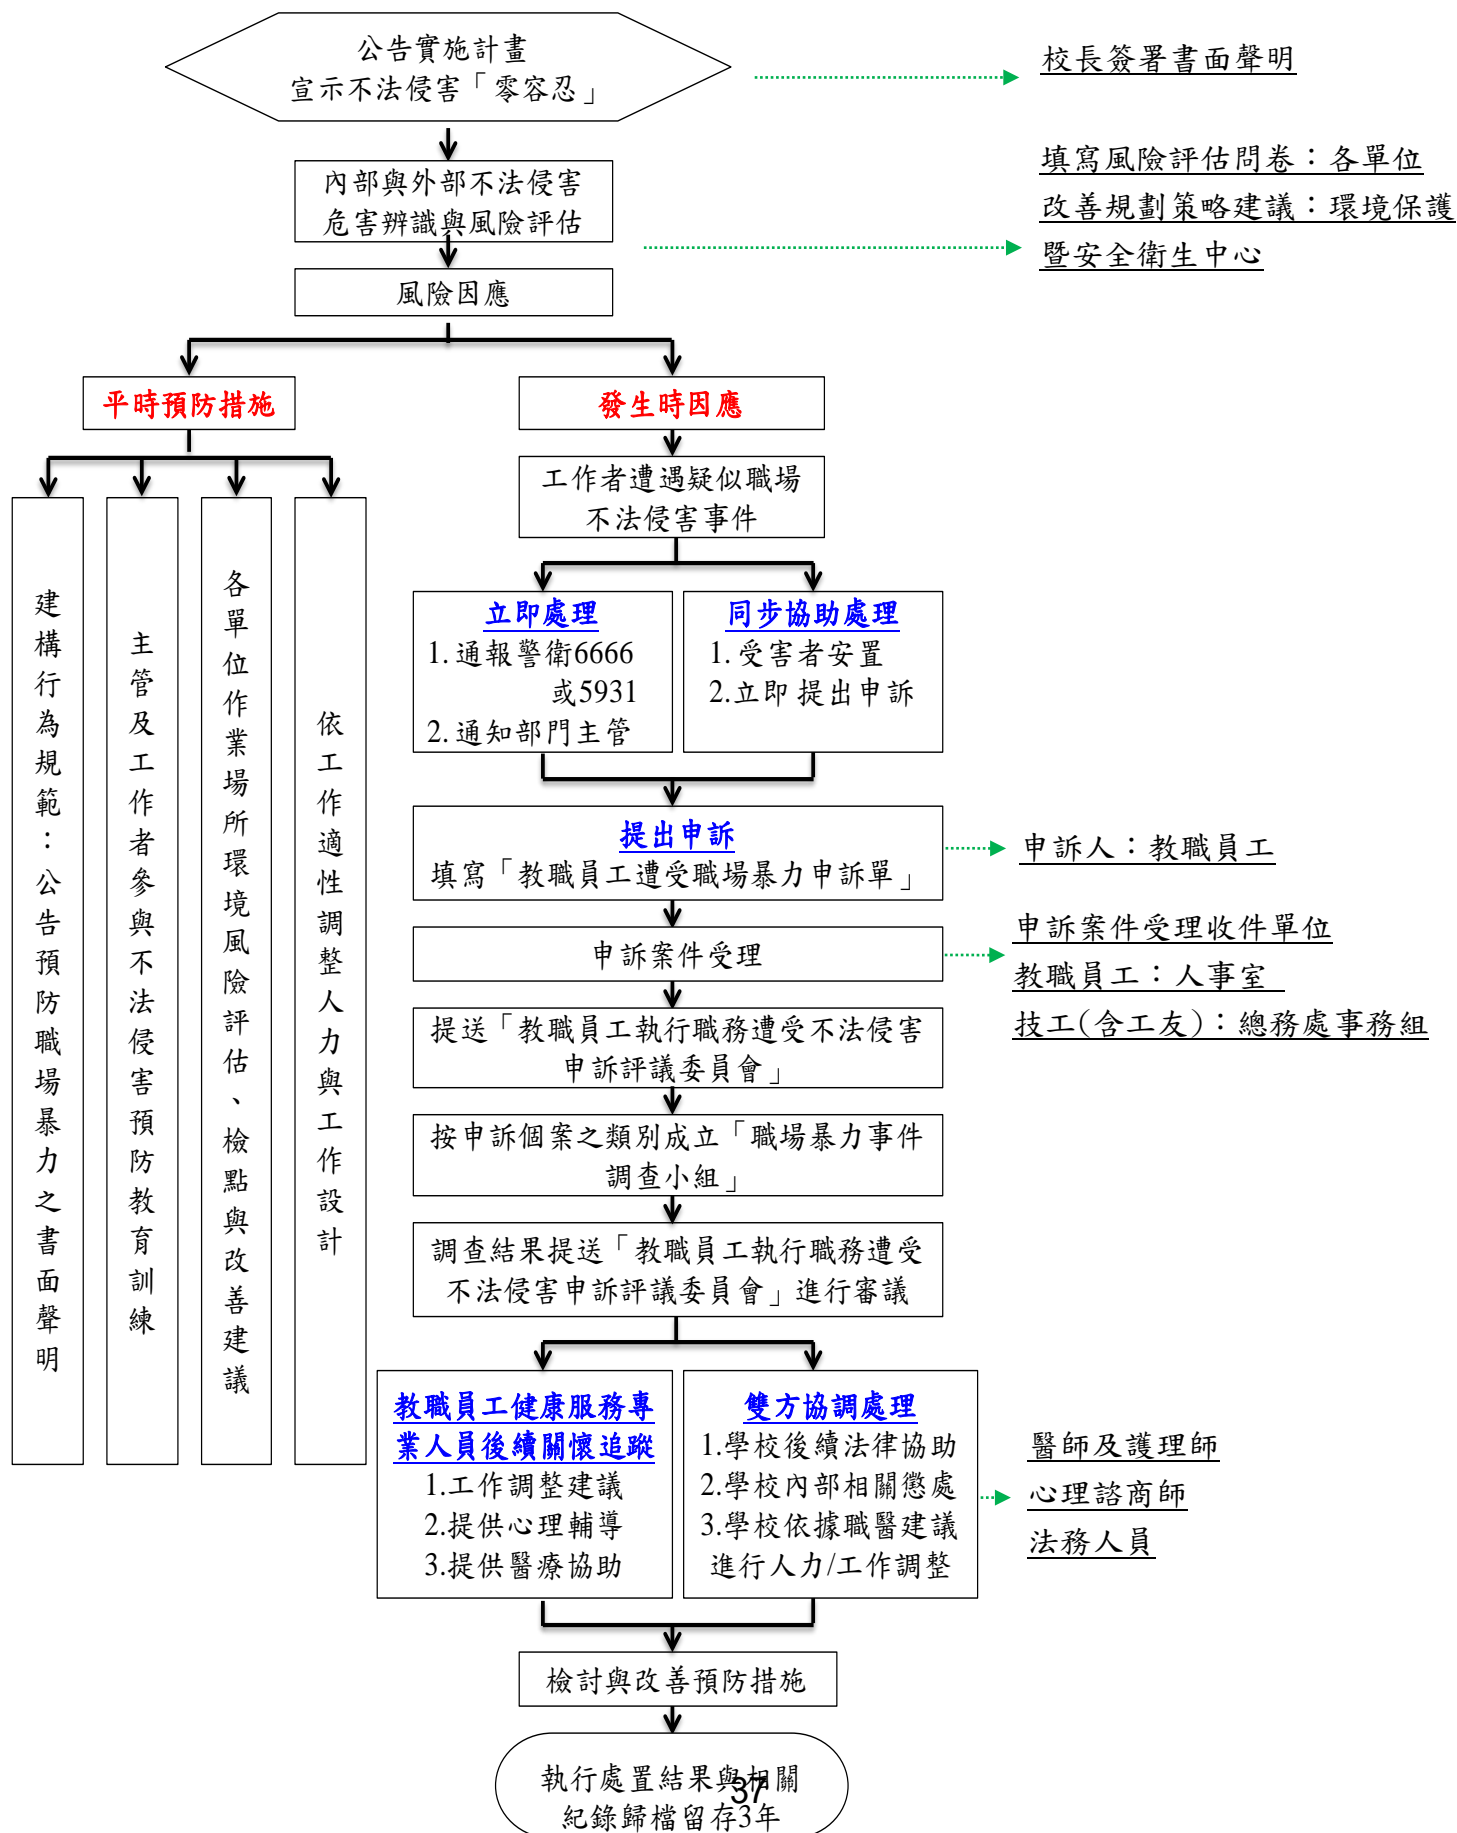 公告實施計畫
宣示不法侵害「零容忍」
校長簽署書面聲明
內部與外部不法侵害
危害辨識與風險評估
填寫風險評估問卷：各單位
改善規劃策略建議：環境保護
暨安全衛生中心
風險因應
平時預防措施
發生時因應
建構行為規範：公告預防職場暴力之書面聲明
主管及工作者參與不法侵害預防教育訓練
各單位作業場所環境風險評估、檢點與改善建議
依工作適性調整人力與工作設計
工作者遭遇疑似職場
不法侵害事件
立即處理
1. 通報警衛6666
或5931
2. 通知部門主管
同步協助處理
1. 受害者安置
2.立即 提出申訴
提出申訴
填寫「教職員工遭受職場暴力申訴單」
申訴人：教職員工
申訴案件受理
申訴案件受理收件單位
教職員工：人事室
技工(含工友)：總務處事務組
提送「教職員工執行職務遭受不法侵害
申訴評議委員會」
按申訴個案之類別成立「職場暴力事件
調查小組」
調查結果提送「教職員工執行職務遭受
不法侵害申訴評議委員會」進行審議
教職員工健康服務專
業人員後續關懷追蹤
1.工作調整建議
2.提供心理輔導
3.提供醫療協助
雙方協調處理
1.學校後續法律協助
2.學校內部相關懲處
3.學校依據職醫建議
進行人力/工作調整
醫師及護理師
心理諮商師
法務人員
檢討與改善預防措施
執行處置結果與相關
紀錄歸檔留存3年
37